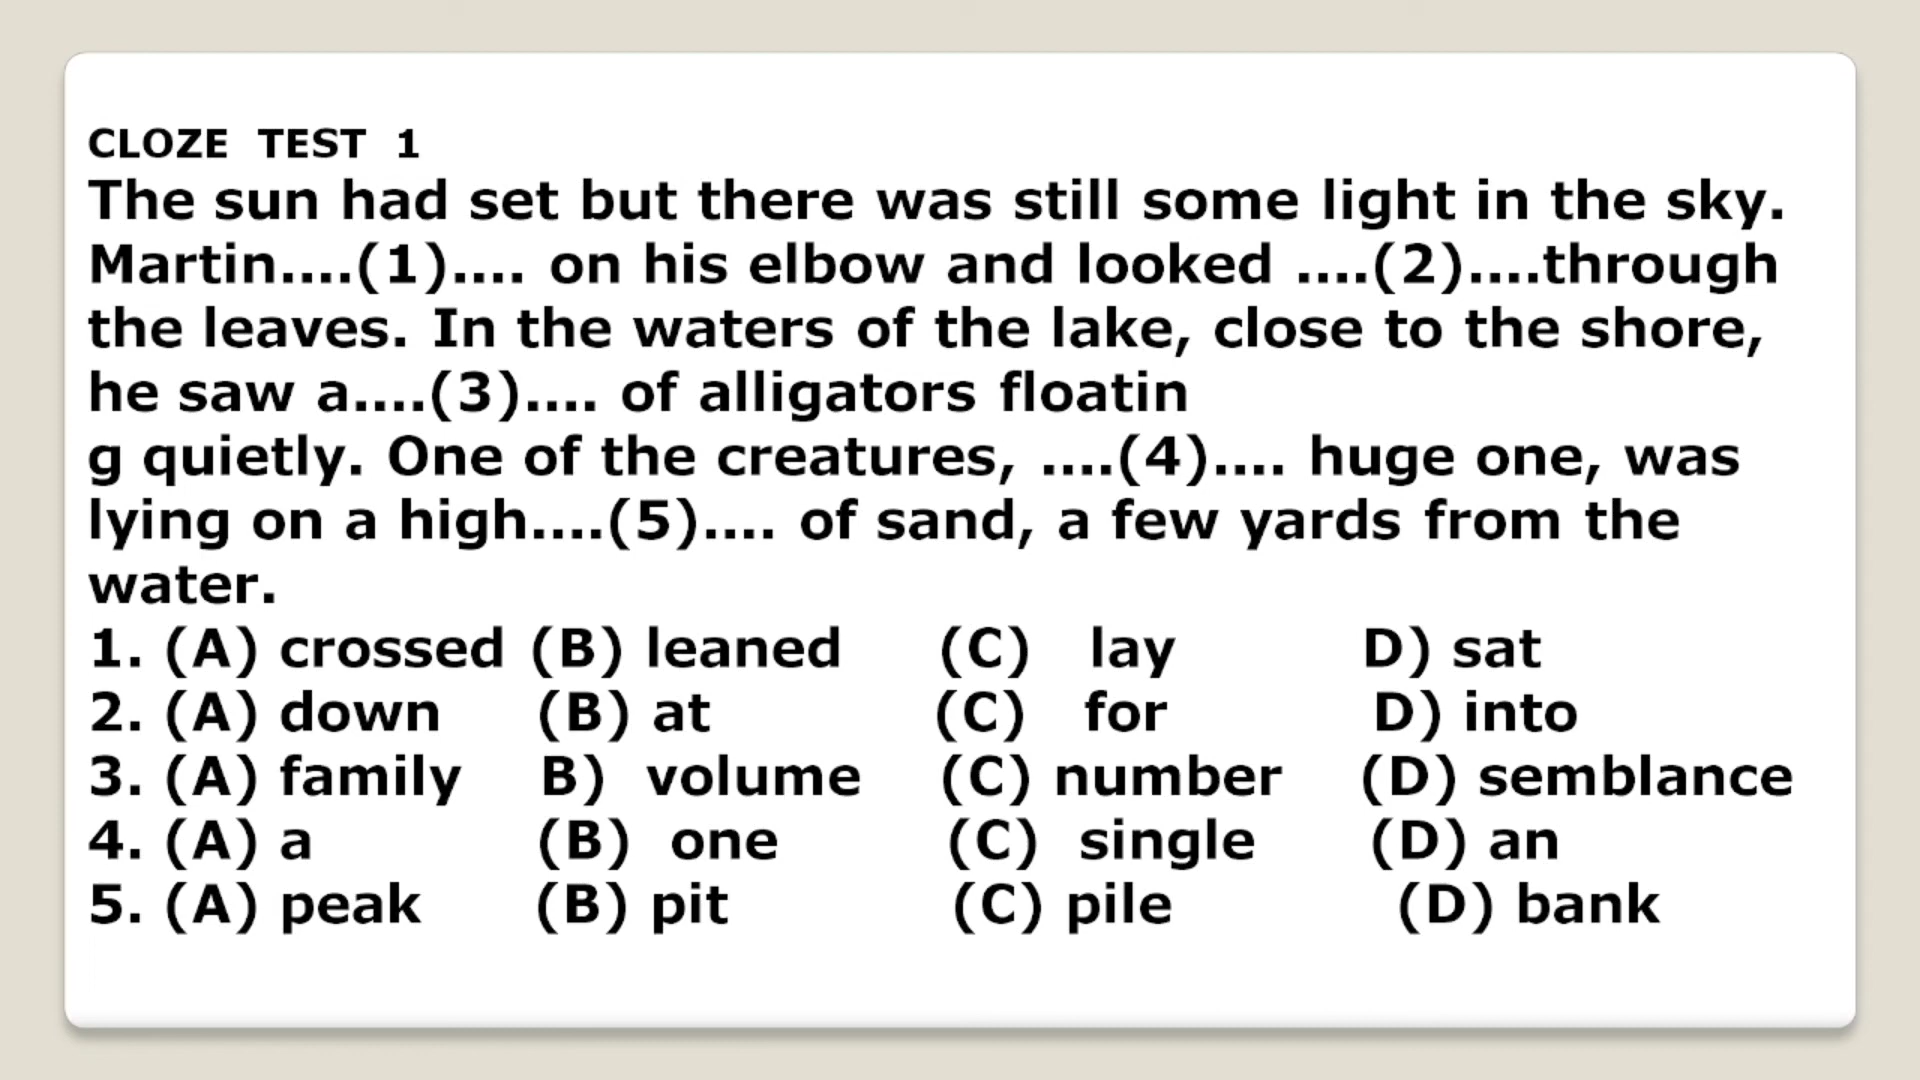 CLOZE TEST 1
The sun had set but there was still some light in the sky.
Martin....(1).... on his elbow and looked ....(2)....through
the leaves. In the waters of the lake, close to the shore,
he saw a....(3).... of alligators floatin
g quietly. One of the creatures, ....(4).... huge one, was
lying on a high....(5).... of sand, a few yards from the
water.
1. (A) crossed (B) leaned (C) lay D) sat
2. (A) down (B) at (C) for D) into
3. (A) family B) volume (C) number (D) semblance
4. (A) a (B) one (C) single (D) an
5. (A) peak (B) pit (C) pile (D) bank